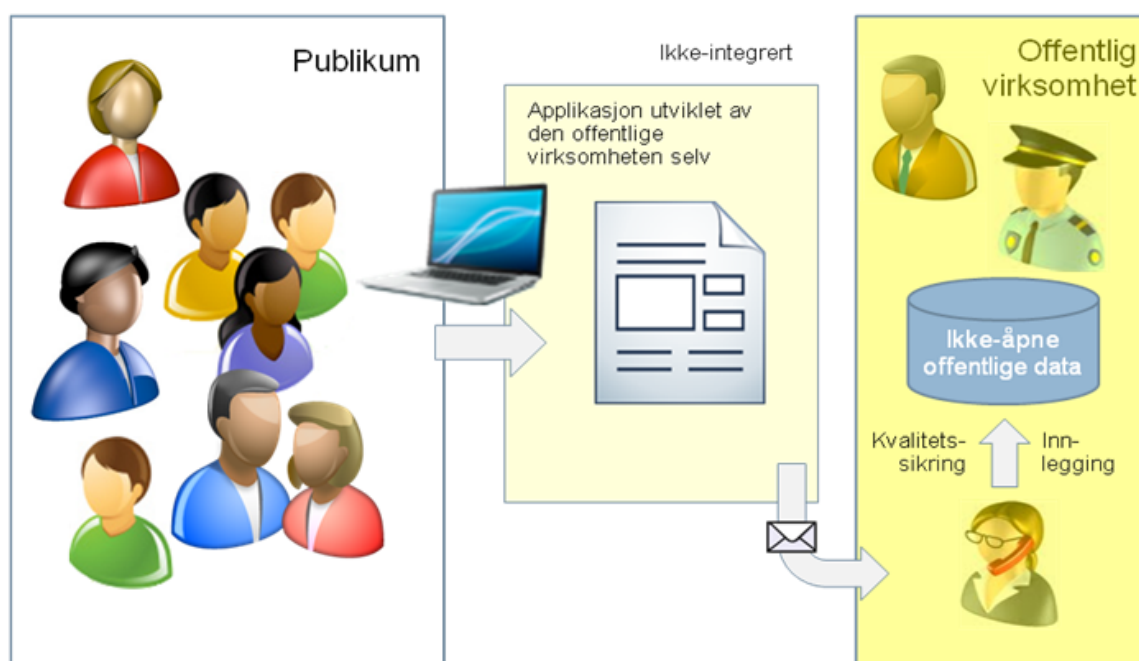 Publikum
Ikke-integrert
Applikasjon utviklet av
den offentlige
virksomheten selv
Offentlig
virksomhet
Ikke-åpne
offentlige data
Kvalitets-
sikring
Inn-
legging